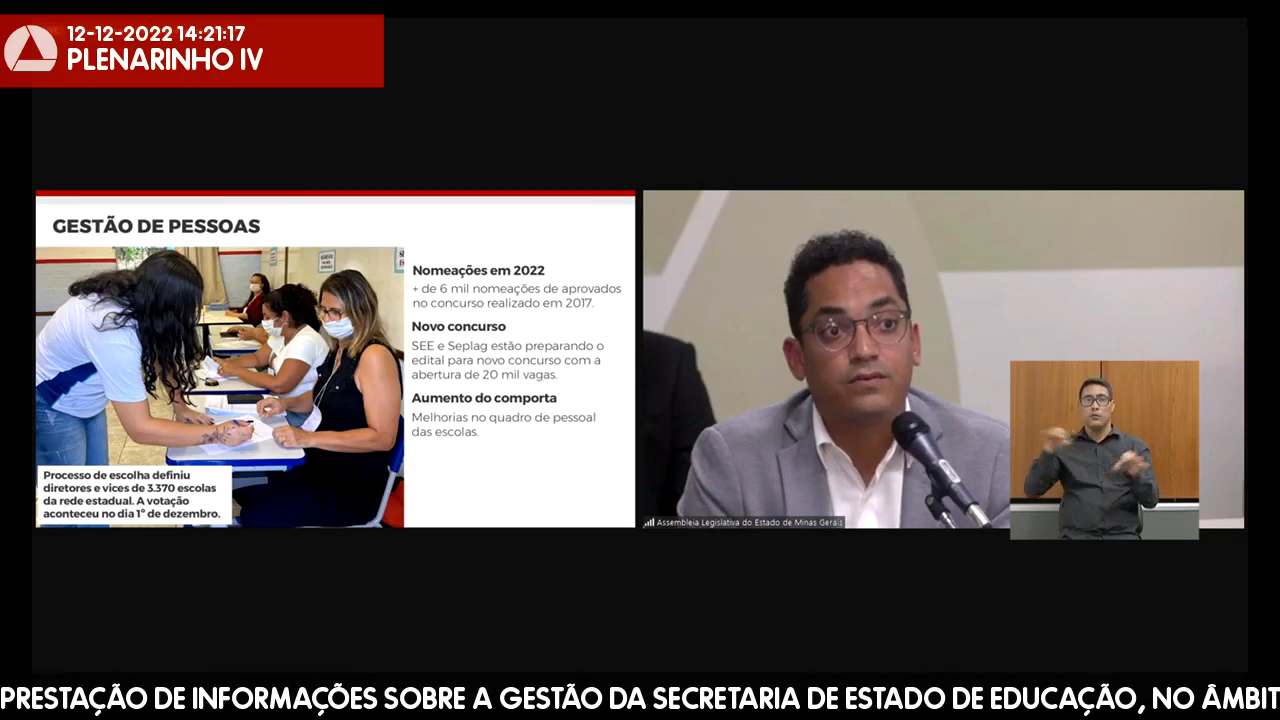 12-12-2022 14:21:17
PLENARINHO IV
GESTÃO DE PESSOAS
Nomeações em 2022
+ de 6 mil nomeações de aprovados
no concurso realizado em 2017.
Novo concurso
SEE e Seplag estão preparando o
edital para novo concurso com a
abertura de 20 mil vagas.
Aumento do comporta
Melhorias no quadro de pessoal
das escolas.
Processo de escolha definiu
diretores e vices de 3.370 escolas
da rede estadual. A votação
aconteceu no dia 1º de dezembro.
Assembleia Legislativa do Estado de Minas Gerais
PRESTAÇÃO DE INFORMAÇÕES SOBRE A GESTÃO DA SECRETARIA DE ESTADO DE EDUCAÇÃO, NO ÂMBIT